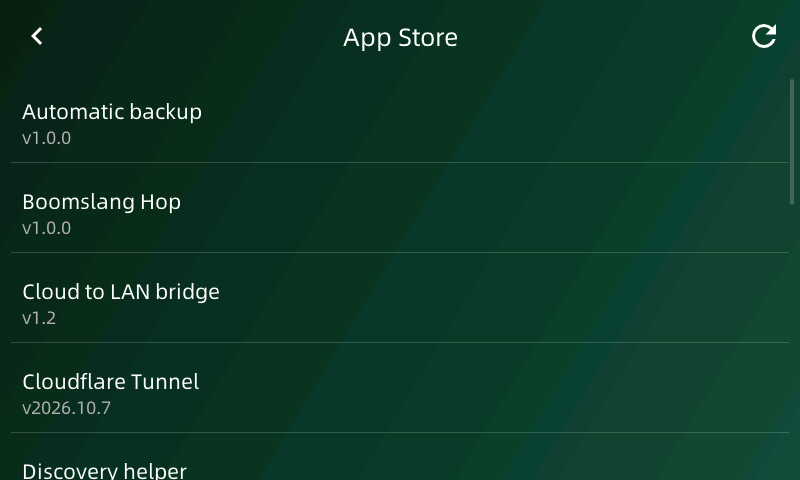 App Store
Automatic backup
v1.0.0
Boomslang Hop
v1.0.0
Cloud to LAN bridge
v1.2
Cloudflare Tunnel
v2026.10.7
Discovery helper